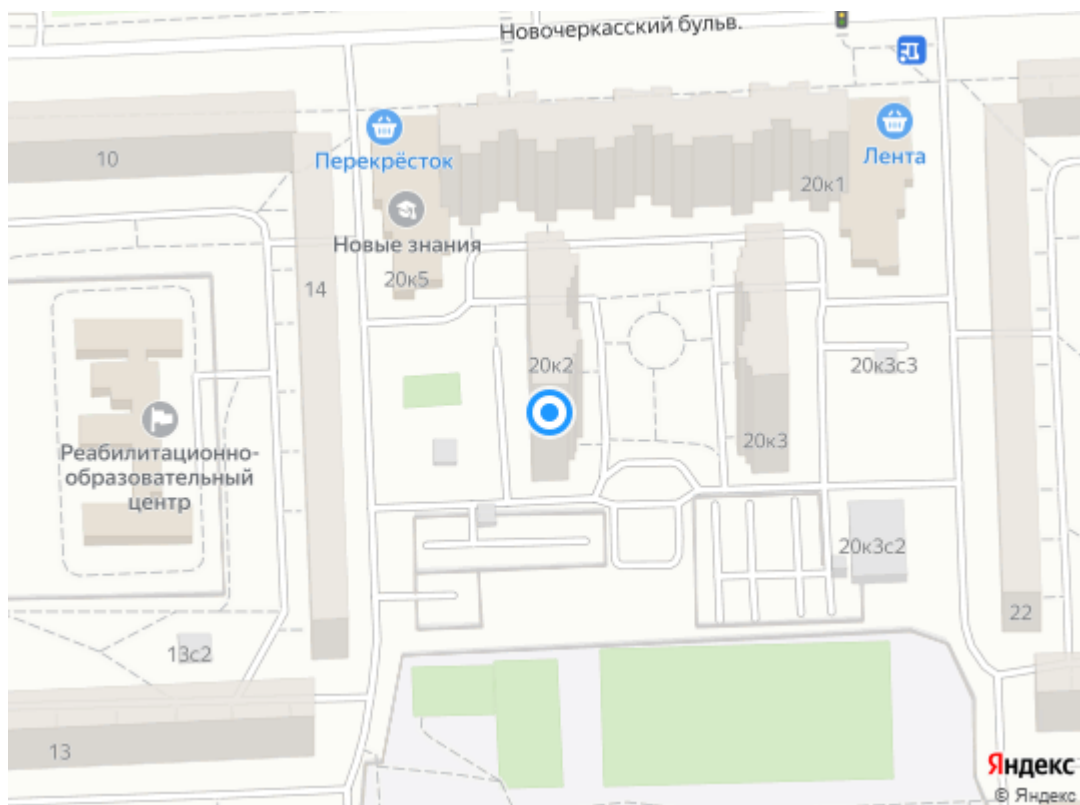 Новочеркасский бульв.
10
Перекрёсток
Лента
20к1
Новые знания
20к5
14
20к2
20к3с3
20к3
Реабилитационно-
образовательный
центр
20к3с2
22
13с2
13
Яндекс
© Яндекс